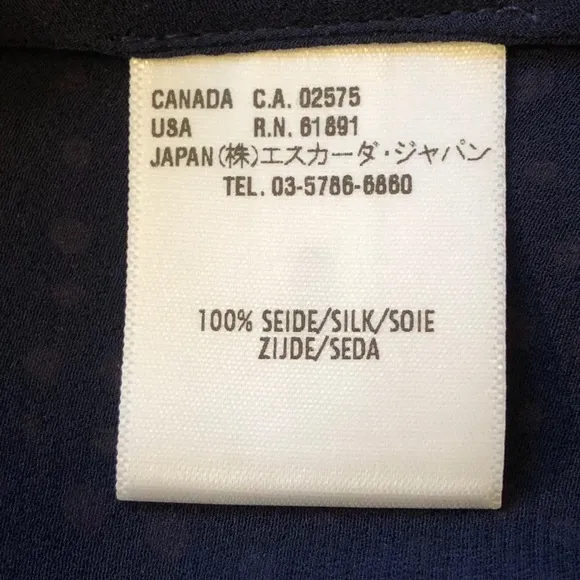 CANADA C.A. 02575
USA R.N. 61891
JAPAN(株)エスカーダ・ジャパン
TEL. 03-5786-6860
100% SEIDE/SILK/SOIE
ZIJDE/SEDA